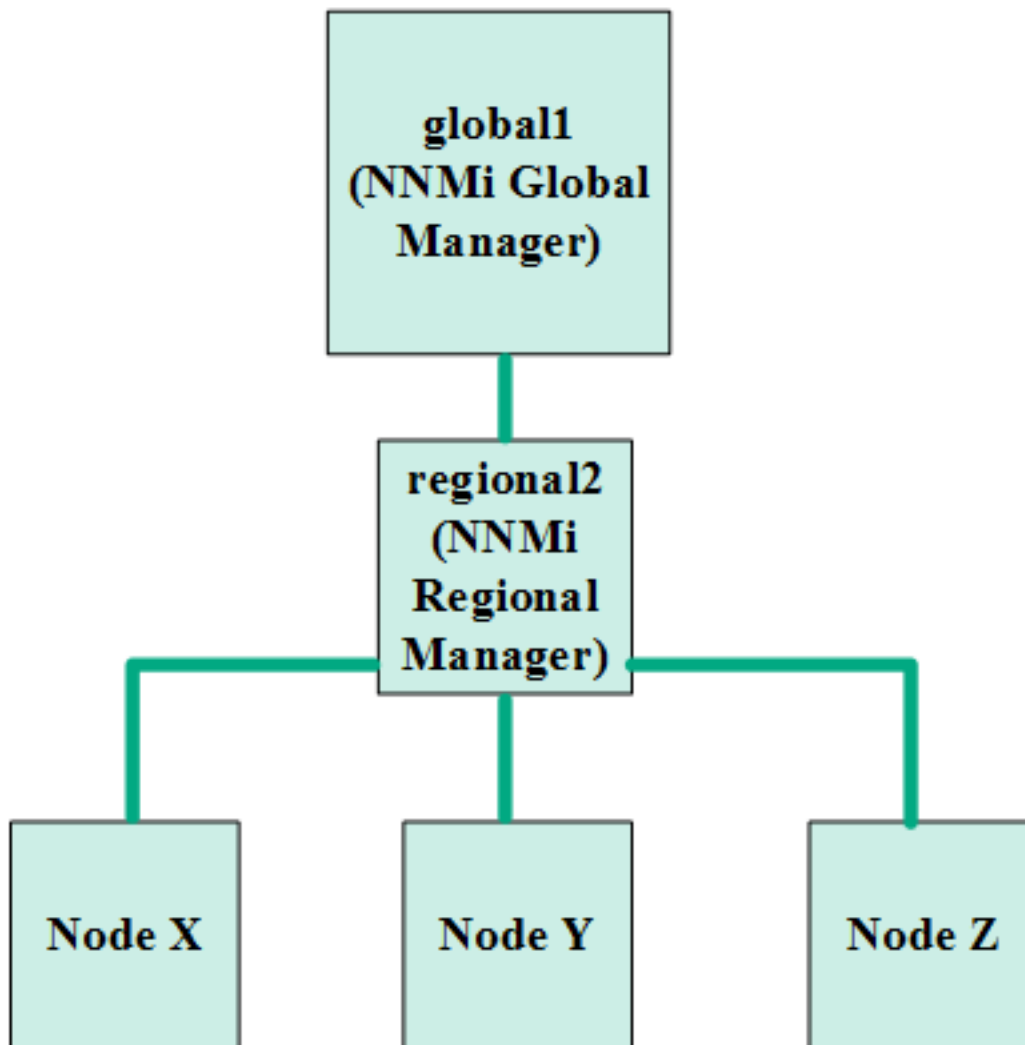 global1
(NNMi Global
Manager)
regional2
(NNMi
Regional
Manager)
Node X
Node Y
Node Z